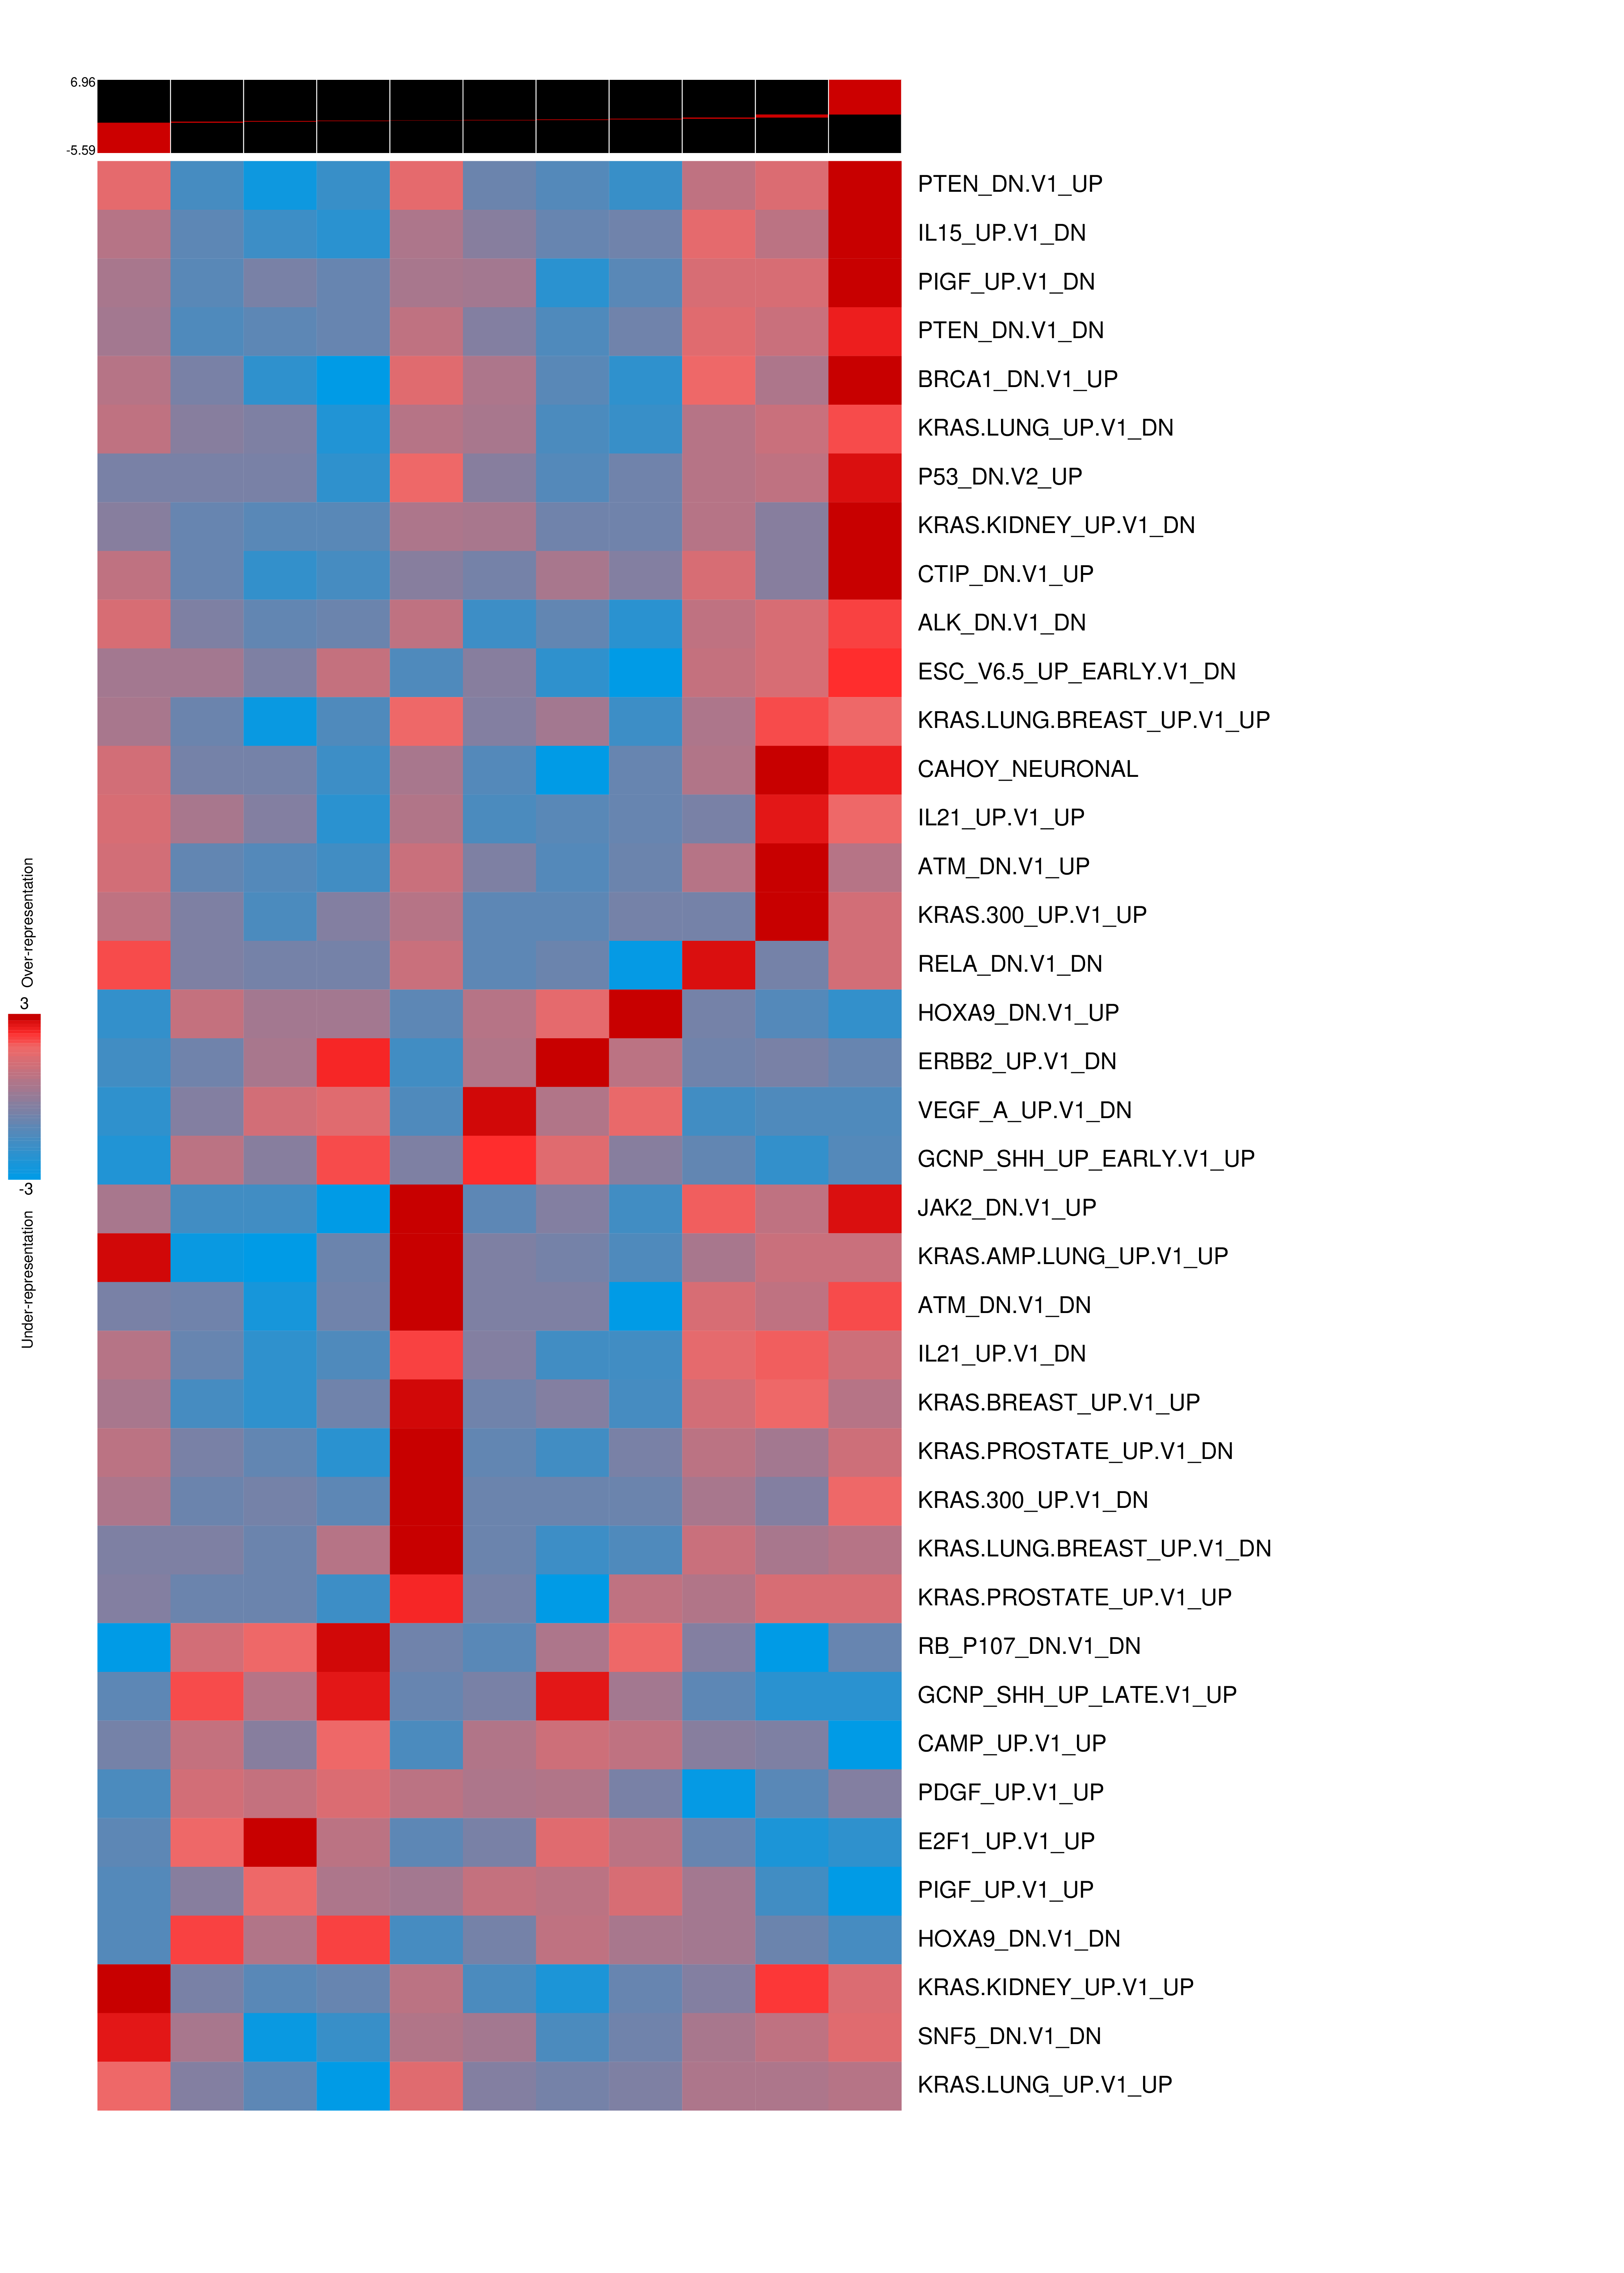 6.96
-5.59
PTEN_DN.V1_UP
IL15_UP.V1_DN
PIGF_UP.V1_DN
PTEN_DN.V1_DN
BRCA1_DN.V1_UP
KRAS.LUNG_UP.V1_DN
P53_DN.V2_UP
KRAS.KIDNEY_UP.V1_DN
CTIP_DN.V1_UP
ALK_DN.V1_DN
ESC_V6.5_UP_EARLY.V1_DN
KRAS.LUNG.BREAST_UP.V1_UP
CAHOY_NEURONAL
IL21_UP.V1_UP
ATM_DN.V1_UP
KRAS.300_UP.V1_UP
RELA_DN.V1_DN
HOXA9_DN.V1_UP
ERBB2_UP.V1_DN
VEGF_A_UP.V1_DN
GCNP_SHH_UP_EARLY.V1_UP
JAK2_DN.V1_UP
KRAS.AMP.LUNG_UP.V1_UP
ATM_DN.V1_DN
IL21_UP.V1_DN
KRAS.BREAST_UP.V1_UP
KRAS.PROSTATE_UP.V1_DN
KRAS.300_UP.V1_DN
KRAS.LUNG.BREAST_UP.V1_DN
KRAS.PROSTATE_UP.V1_UP
RB_P107_DN.V1_DN
GCNP_SHH_UP_LATE.V1_UP
CAMP_UP.V1_UP
PDGF_UP.V1_UP
E2F1_UP.V1_UP
PIGF_UP.V1_UP
HOXA9_DN.V1_DN
KRAS.KIDNEY_UP.V1_UP
SNF5_DN.V1_DN
KRAS.LUNG_UP.V1_UP
Over-representation
3
-3
Under-representation